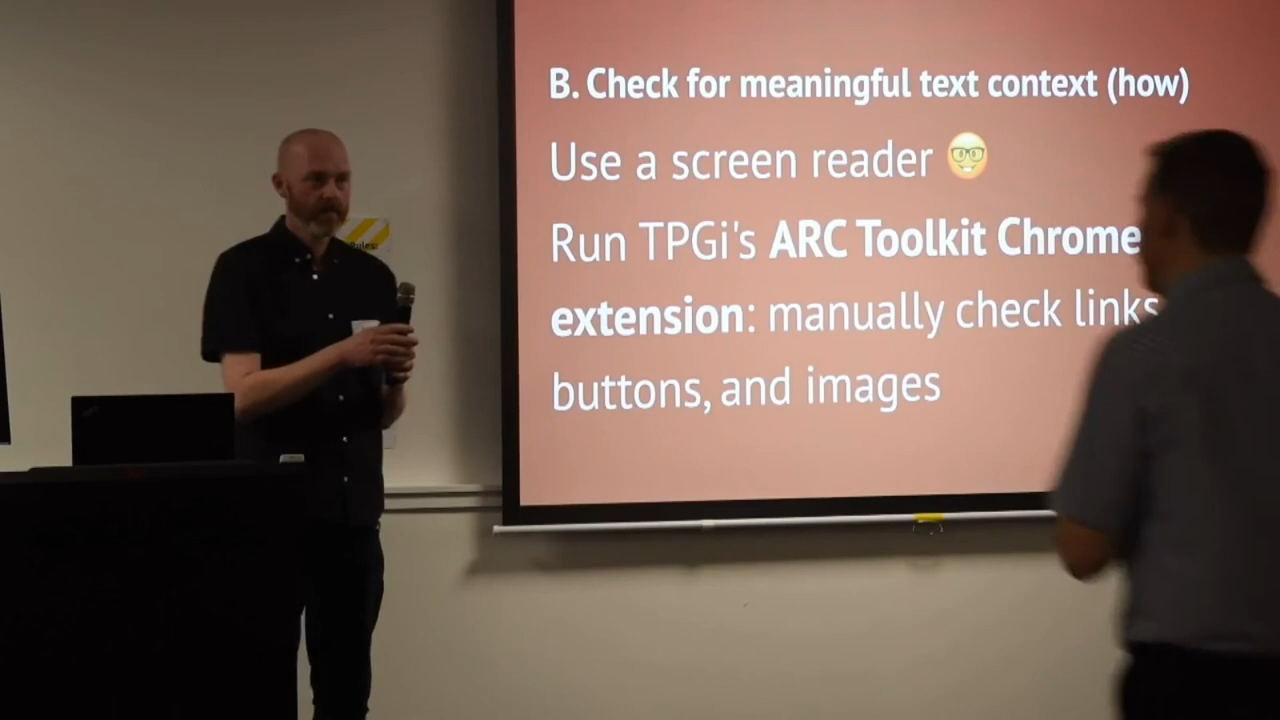 B. Check for meaningful text context (how)
Use a screen reader 🤓
Run TPGi's ARC Toolkit Chrome
extension: manually check links
buttons, and images
Rules: